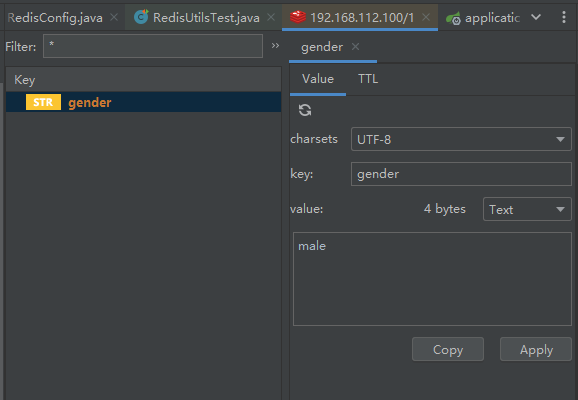 RedisConfig.java RedisUtilsTest.java 192.168.112.100/1 applicatic
Filter: * gender
Key Value TTL
STR gender
charsets UTF-8
key: gender
value: 4 bytes Text
male
Copy Apply